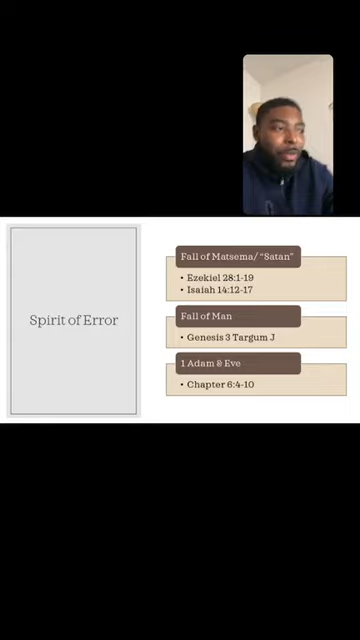 Spirit of Error
Fall of Matsema/ "Satan"
• Ezekiel 28:1-19
• Isaiah 14:12-17
Fall of Man
• Genesis 3 Targum J
1 Adam & Eve
• Chapter 6:4-10